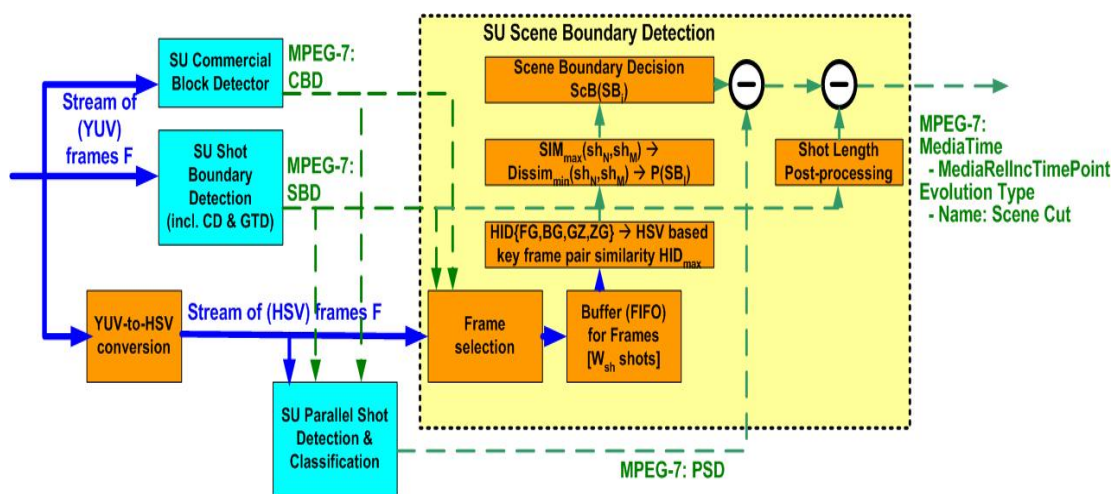 SU Commercial
Block Detector
MPEG-7:
CBD
Stream of
(YUV)
frames F
SU Shot
Boundary
Detection
(incl. CD & GTD)
MPEG-7:
SBD
YUV-to-HSV
conversion
Stream of (HSV) frames F
SU Parallel Shot
Detection &
Classification
SU Scene Boundary Detection
Scene Boundary Decision
ScB(SBi)
SIMmax(shN,shM) →
Dissimmin(shN,shM) → P(SBi)
HID{FG,BG,GZ,ZG} → HSV based
key frame pair similarity HIDmax
Frame
selection
Buffer (FIFO)
for Frames
[Wsh shots]
Shot Length
Post-processing
MPEG-7: PSD
MPEG-7:
MediaTime
- MediaRelIncTimePoint
Evolution Type
- Name: Scene Cut